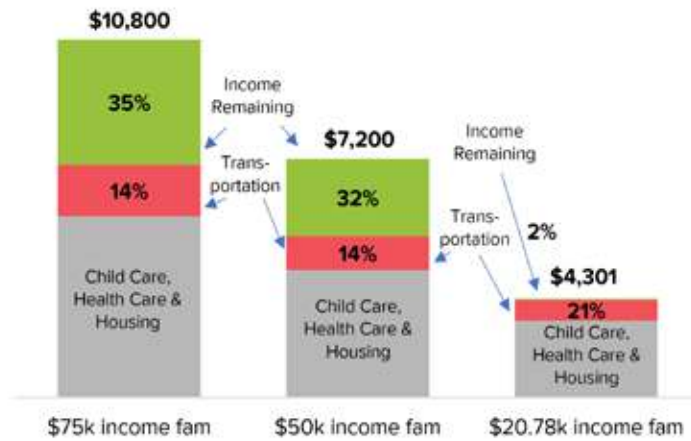 $10,800
35%
Income
Remaining
14%
Trans-
portation
Child Care,
Health Care &
Housing
$75k income fam
$7,200
32%
14%
Child Care,
Health Care &
Housing
$50k income fam
Income
Remaining
Trans-
portation
2%
$4,301
21%
Child Care,
Health Care &
Housing
$20.78k income fam